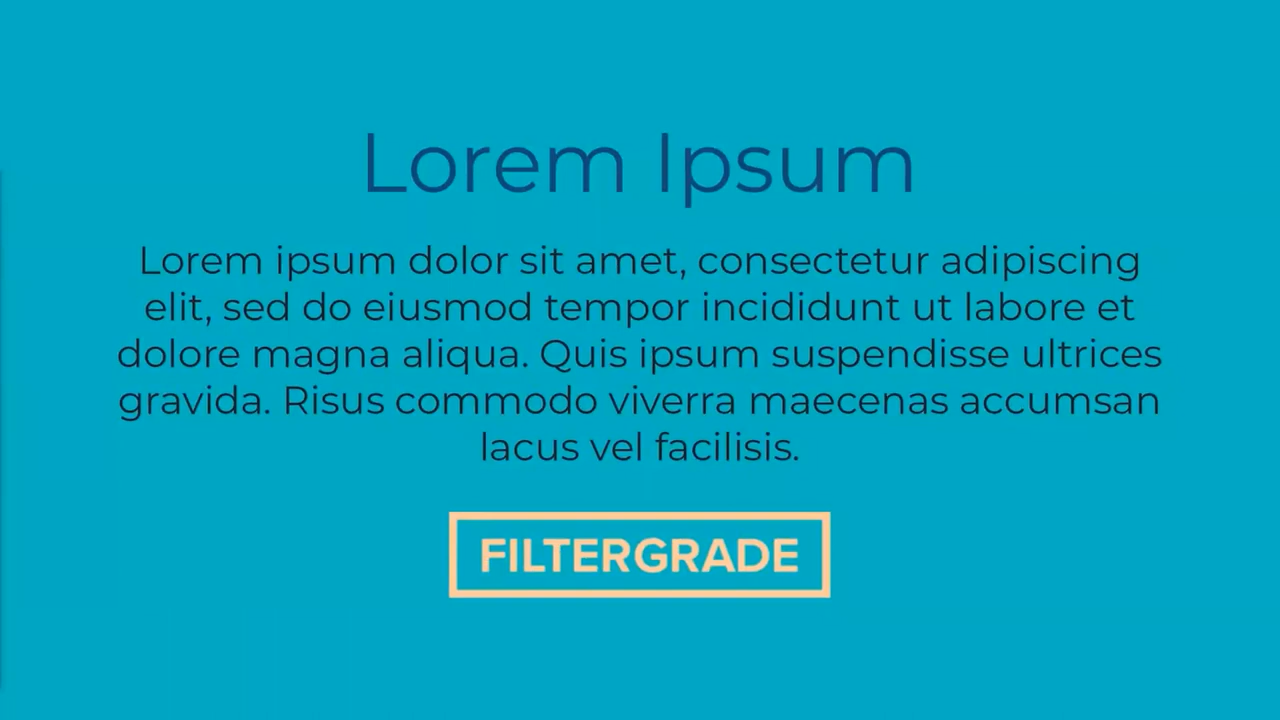 Lorem Ipsum
Lorem ipsum dolor sit amet, consectetur adipiscing
elit, sed do eiusmod tempor incididunt ut labore et
dolore magna aliqua. Quis ipsum suspendisse ultrices
gravida. Risus commodo viverra maecenas accumsan
lacus vel facilisis.
FILTERGRADE